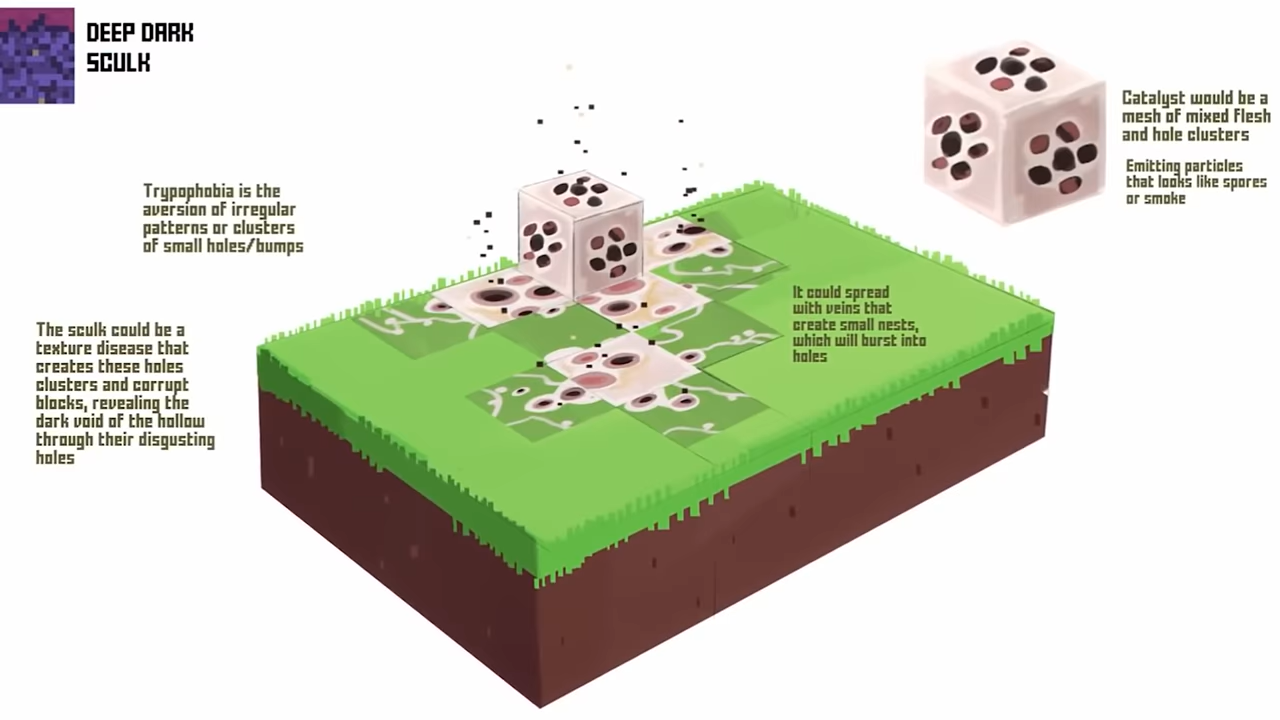 DEEP DARK
SCULK
Catalyst would be a
mesh of mixed flesh
and hole clusters
Emitting particles
that looks like spores
or smoke
Trypophobia is the
aversion of irregular
patterns or clusters
of small holes/bumps
It could spread
with veins that
create small nests,
which will burst into
holes
The sculk could be a
texture disease that
creates these holes
clusters and corrupt
blocks, revealing the
dark void of the hollow
through their disgusting
holes